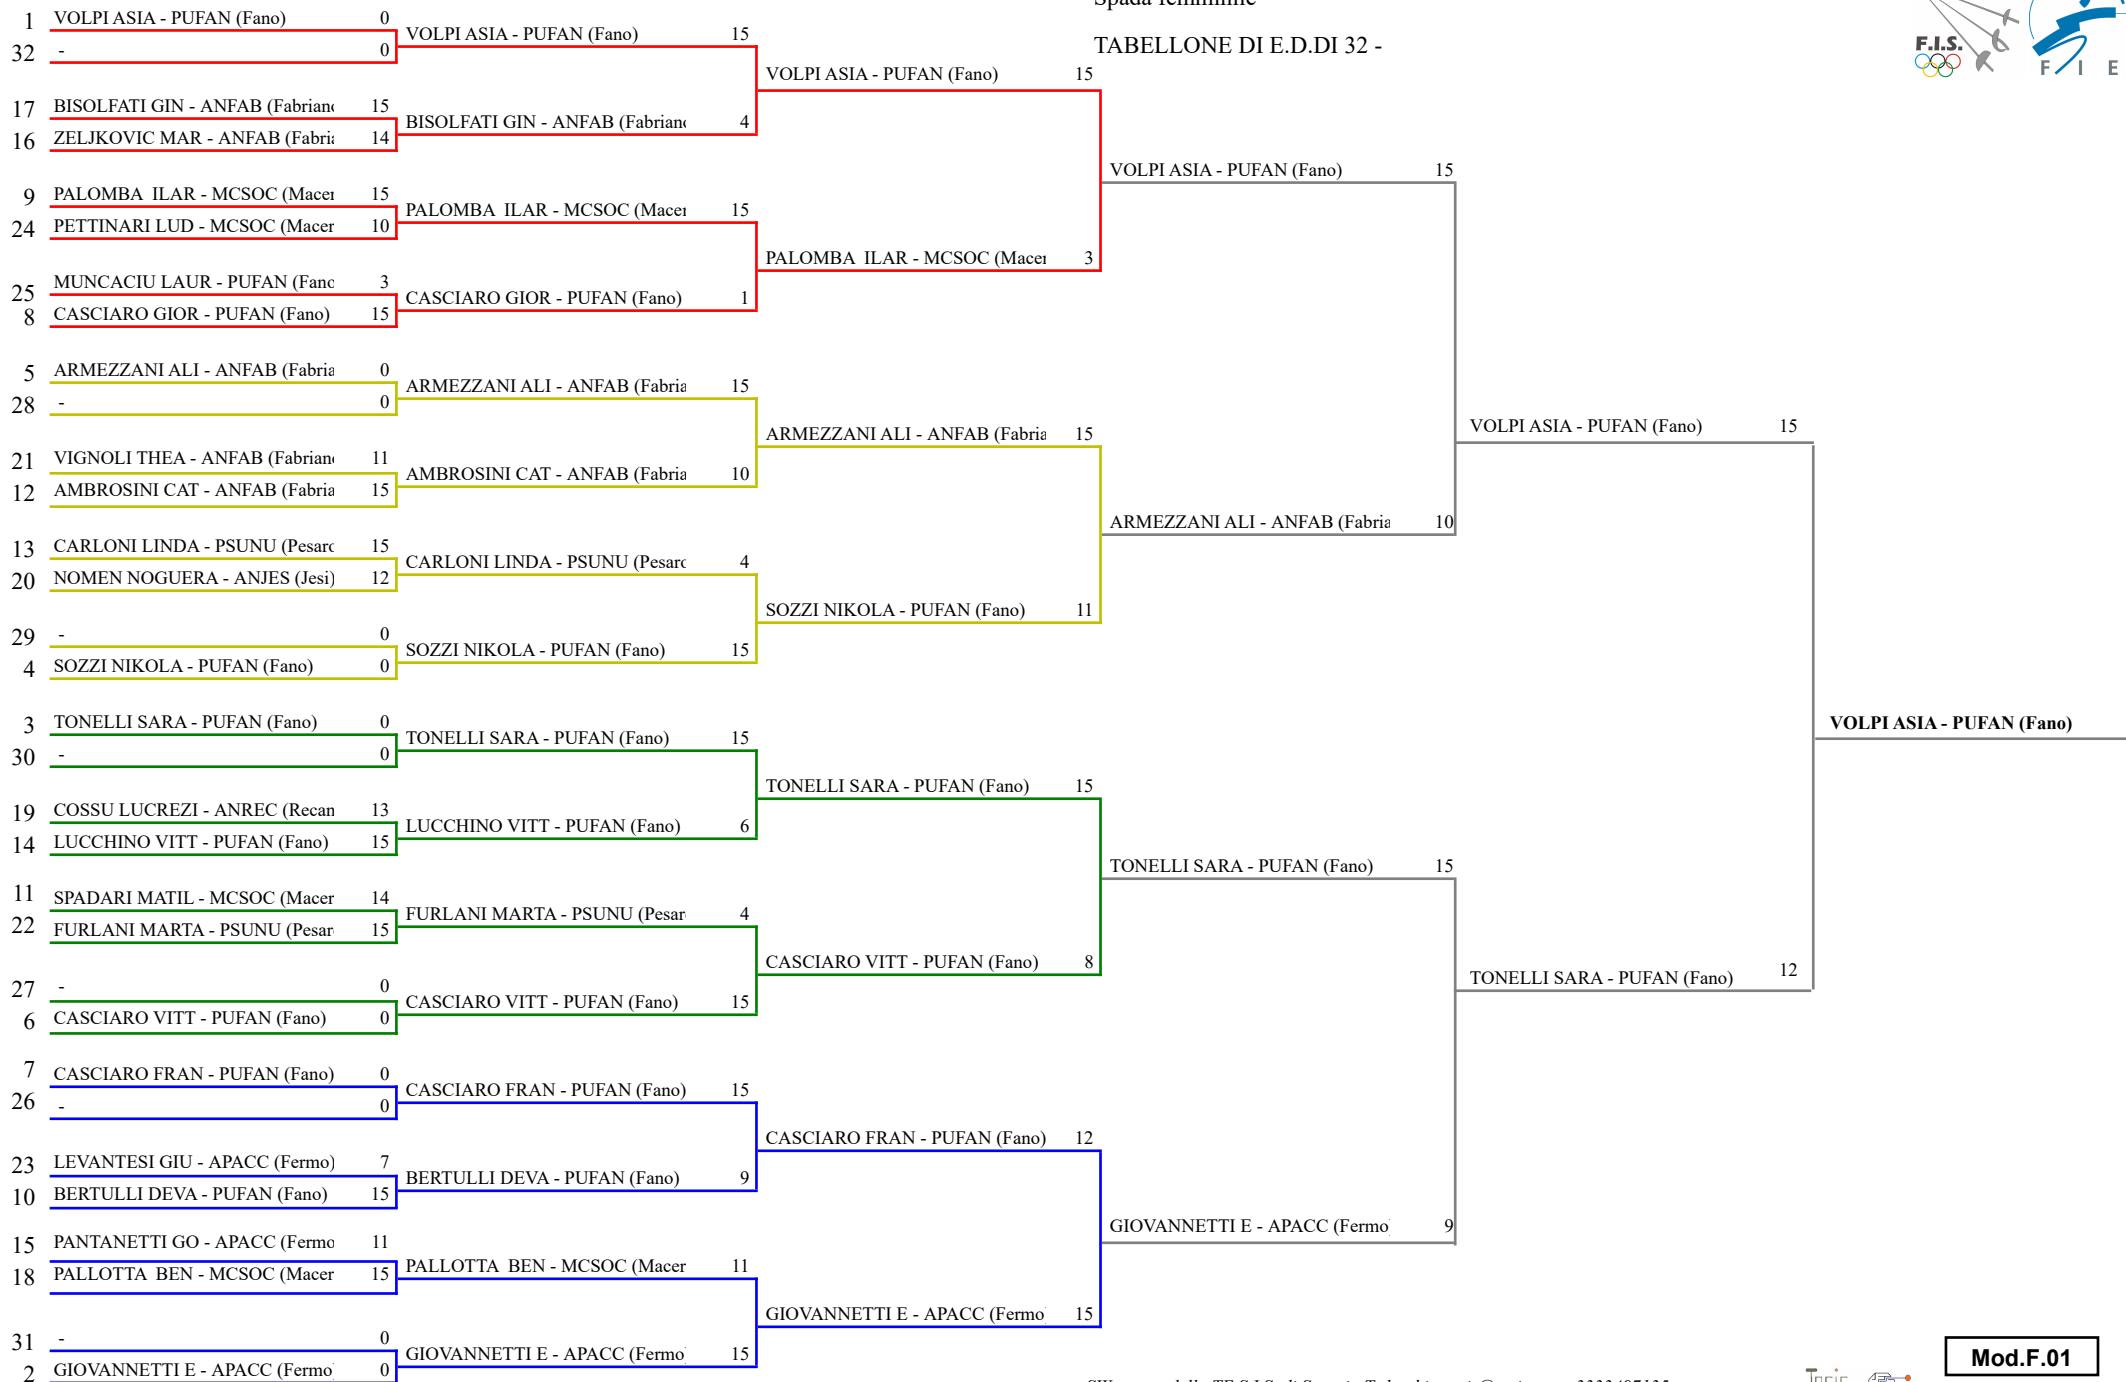 Spada femminile
TABELLONE DI E.D.DI 32 -
F.I.S.
F I E
1 VOLPI ASIA - PUFAN (Fano) 0
32 - 0
17 BISOLFATI GIN - ANFAB (Fabriano 15
16 ZELJKOVIC MAR - ANFAB (Fabria 14
9 PALOMBA ILAR - MCSOC (Macer 15
24 PETTINARI LUD - MCSOC (Macer 10
25 MUNCACIU LAUR - PUFAN (Fano 3
8 CASCIARO GIOR - PUFAN (Fano) 15
5 ARMEZZANI ALI - ANFAB (Fabria 0
28 - 0
21 VIGNOLI THEA - ANFAB (Fabriano 11
12 AMBROSINI CAT - ANFAB (Fabria 15
13 CARLONI LINDA - PSUNU (Pesaro 15
20 NOMEN NOGUERA - ANJES (Jesi) 12
29 - 0
4 SOZZI NIKOLA - PUFAN (Fano) 0
3 TONELLI SARA - PUFAN (Fano) 0
30 - 0
19 COSSU LUCREZI - ANREC (Recan 13
14 LUCCHINO VITT - PUFAN (Fano) 15
11 SPADARI MATIL - MCSOC (Macer 14
22 FURLANI MARTA - PSUNU (Pesar 15
27 - 0
6 CASCIARO VITT - PUFAN (Fano) 0
7 CASCIARO FRAN - PUFAN (Fano) 0
26 - 0
23 LEVANTESI GIU - APACC (Fermo) 7
10 BERTULLI DEVA - PUFAN (Fano) 15
15 PANTANETTI GO - APACC (Fermo 11
18 PALLOTTA BEN - MCSOC (Macer 15
31 - 0
2 GIOVANNETTI E - APACC (Fermo) 0
VOLPI ASIA - PUFAN (Fano) 15
BISOLFATI GIN - ANFAB (Fabriano 4
PALOMBA ILAR - MCSOC (Macer 15
CASCIARO GIOR - PUFAN (Fano) 1
ARMEZZANI ALI - ANFAB (Fabria 15
AMBROSINI CAT - ANFAB (Fabria 10
CARLONI LINDA - PSUNU (Pesaro 4
SOZZI NIKOLA - PUFAN (Fano) 15
TONELLI SARA - PUFAN (Fano) 15
LUCCHINO VITT - PUFAN (Fano) 6
FURLANI MARTA - PSUNU (Pesar 4
CASCIARO VITT - PUFAN (Fano) 15
CASCIARO FRAN - PUFAN (Fano) 15
BERTULLI DEVA - PUFAN (Fano) 9
PALLOTTA BEN - MCSOC (Macer 11
GIOVANNETTI E - APACC (Fermo) 15
VOLPI ASIA - PUFAN (Fano) 15
PALOMBA ILAR - MCSOC (Macer 3
ARMEZZANI ALI - ANFAB (Fabria 15
SOZZI NIKOLA - PUFAN (Fano) 11
TONELLI SARA - PUFAN (Fano) 15
CASCIARO VITT - PUFAN (Fano) 8
CASCIARO FRAN - PUFAN (Fano) 12
GIOVANNETTI E - APACC (Fermo) 15
VOLPI ASIA - PUFAN (Fano) 15
ARMEZZANI ALI - ANFAB (Fabria 10
TONELLI SARA - PUFAN (Fano) 15
GIOVANNETTI E - APACC (Fermo) 9
VOLPI ASIA - PUFAN (Fano) 15
TONELLI SARA - PUFAN (Fano) 12
VOLPI ASIA - PUFAN (Fano)
Mod.F.01